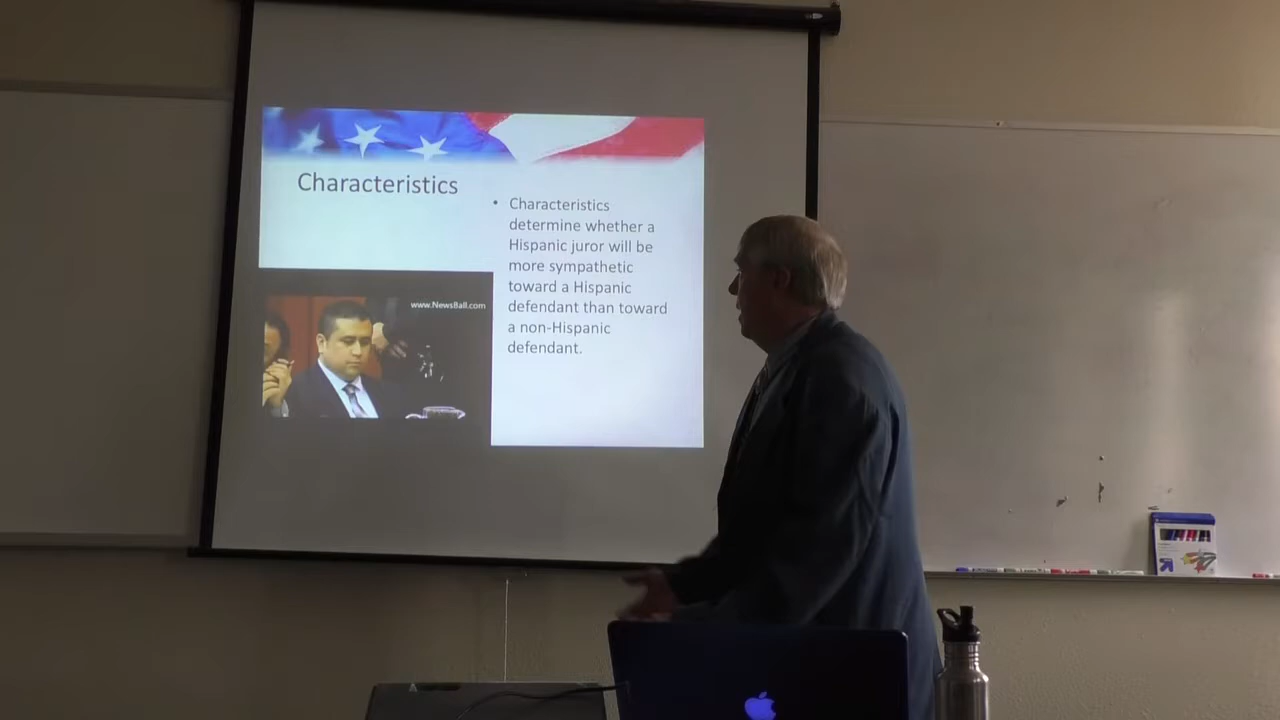 Characteristics
• Characteristics
determine whether a
Hispanic juror will be
more sympathetic
toward a Hispanic
defendant than toward
a non-Hispanic
defendant.
www.NewsBall.com